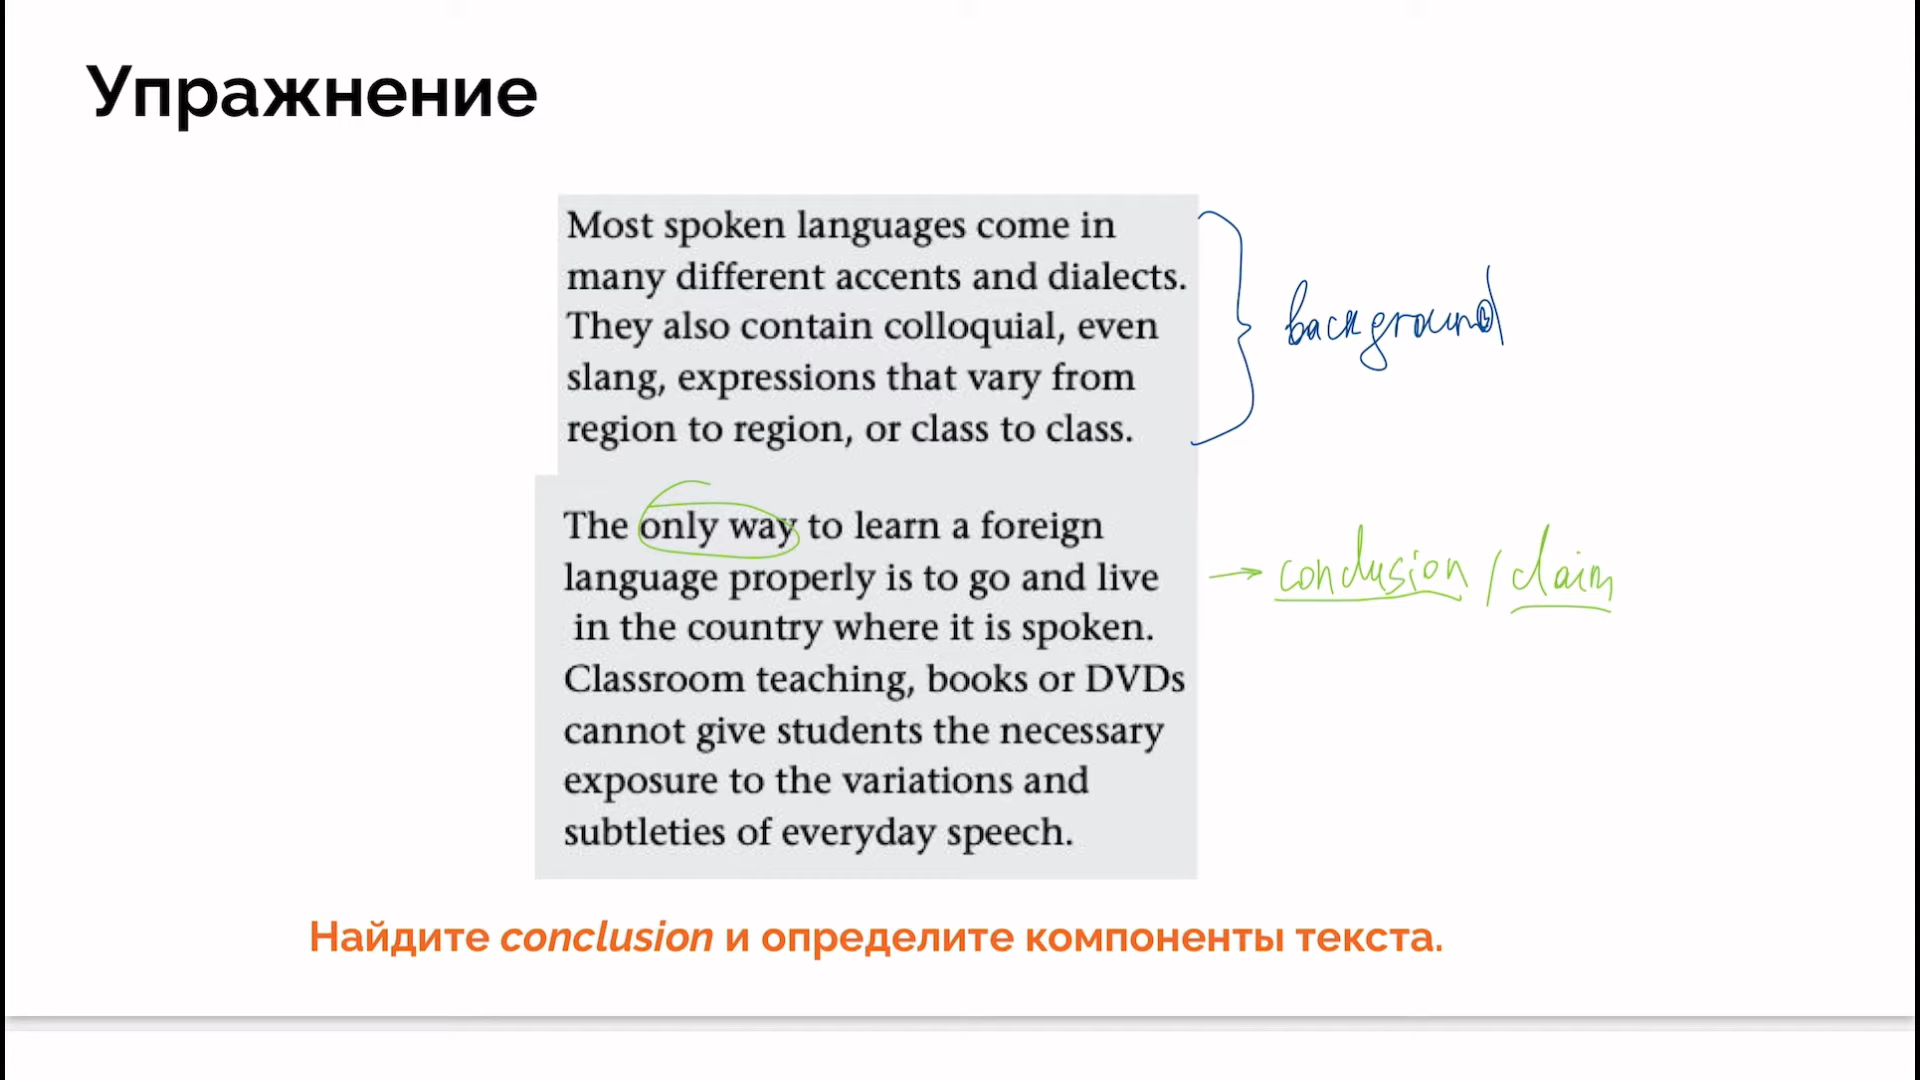 Упражнение
Most spoken languages come in
many different accents and dialects.
They also contain colloquial, even
slang, expressions that vary from
region to region, or class to class.
background
The only way to learn a foreign
language properly is to go and live
in the country where it is spoken.
Classroom teaching, books or DVDs
cannot give students the necessary
exposure to the variations and
subtleties of everyday speech.
→ conclusion / claim
Найдите conclusion и определите компоненты текста.